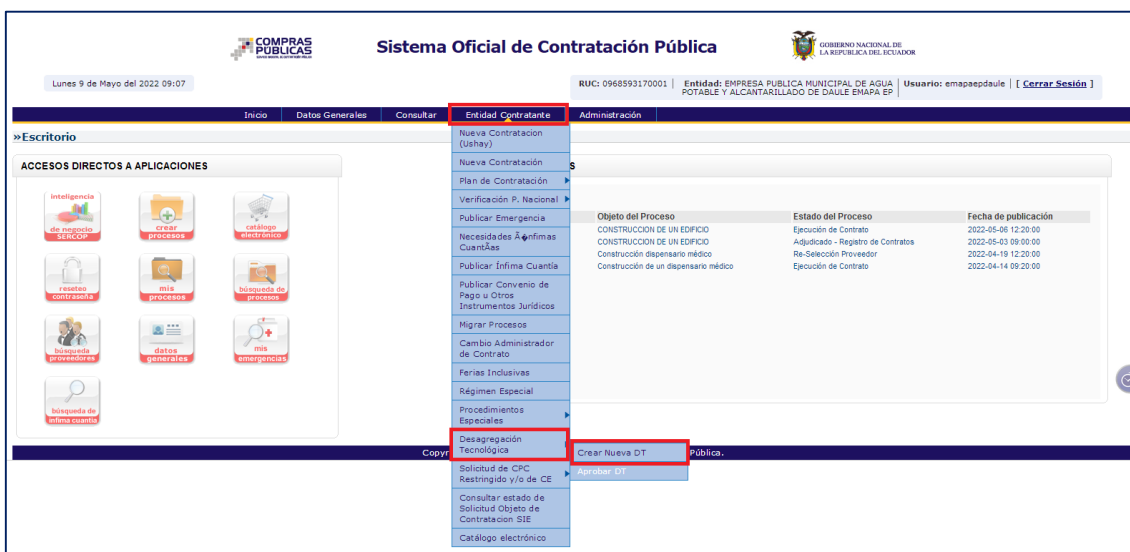 COMPRAS
PÚBLICAS
Sistema Oficial de Contratación Pública
GOBIERNO NACIONAL DE
LA REPUBLICA DEL ECUADOR
Lunes 9 de Mayo del 2022 09:07
RUC: 0968593170001 | Entidad: EMPRESA PUBLICA MUNICIPAL DE AGUA
POTABLE Y ALCANTARILLADO DE DAULE EMAPA EP | Usuario: emapaepdaule | [ Cerrar Sesión ]
Inicio Datos Generales Consultar Entidad Contratante Administración
»Escritorio
ACCESOS DIRECTOS A APLICACIONES
inteligencia
de negocio
SERCOP
crear
procesos
catálogo
electrónico
reseteo
contraseña
mis
procesos
búsqueda de
procesos
búsqueda
proveedores
datos
generales
mis
emergencias
búsqueda de
ínfima cuantía
Nueva Contratacion
(Ushay)
Nueva Contratación
Plan de Contratación
Verificación P. Nacional
Publicar Emergencia
Necesidades Ã�nfimas
CuantÃas
Publicar Ínfima Cuantía
Publicar Convenio de
Pago u Otros
Instrumentos Jurídicos
Migrar Procesos
Cambio Administrador
de Contrato
Ferias Inclusivas
Régimen Especial
Procedimientos
Especiales
Desagregación
Tecnológica
Solicitud de CPC
Restringido y/o de CE
Consultar estado de
Solicitud Objeto de
Contratacion SIE
Catálogo electrónico
Crear Nueva DT
Aprobar DT
S
Objeto del Proceso Estado del Proceso Fecha de publicación
CONSTRUCCION DE UN EDIFICIO Ejecución de Contrato 2022-05-06 12:20:00
CONSTRUCCION DE UN EDIFICIO Adjudicado - Registro de Contratos 2022-05-03 09:00:00
Construcción dispensario médico Re-Selección Proveedor 2022-04-19 12:20:00
Construcción de un dispensario médico Ejecución de Contrato 2022-04-14 09:20:00
Copyr
Pública.